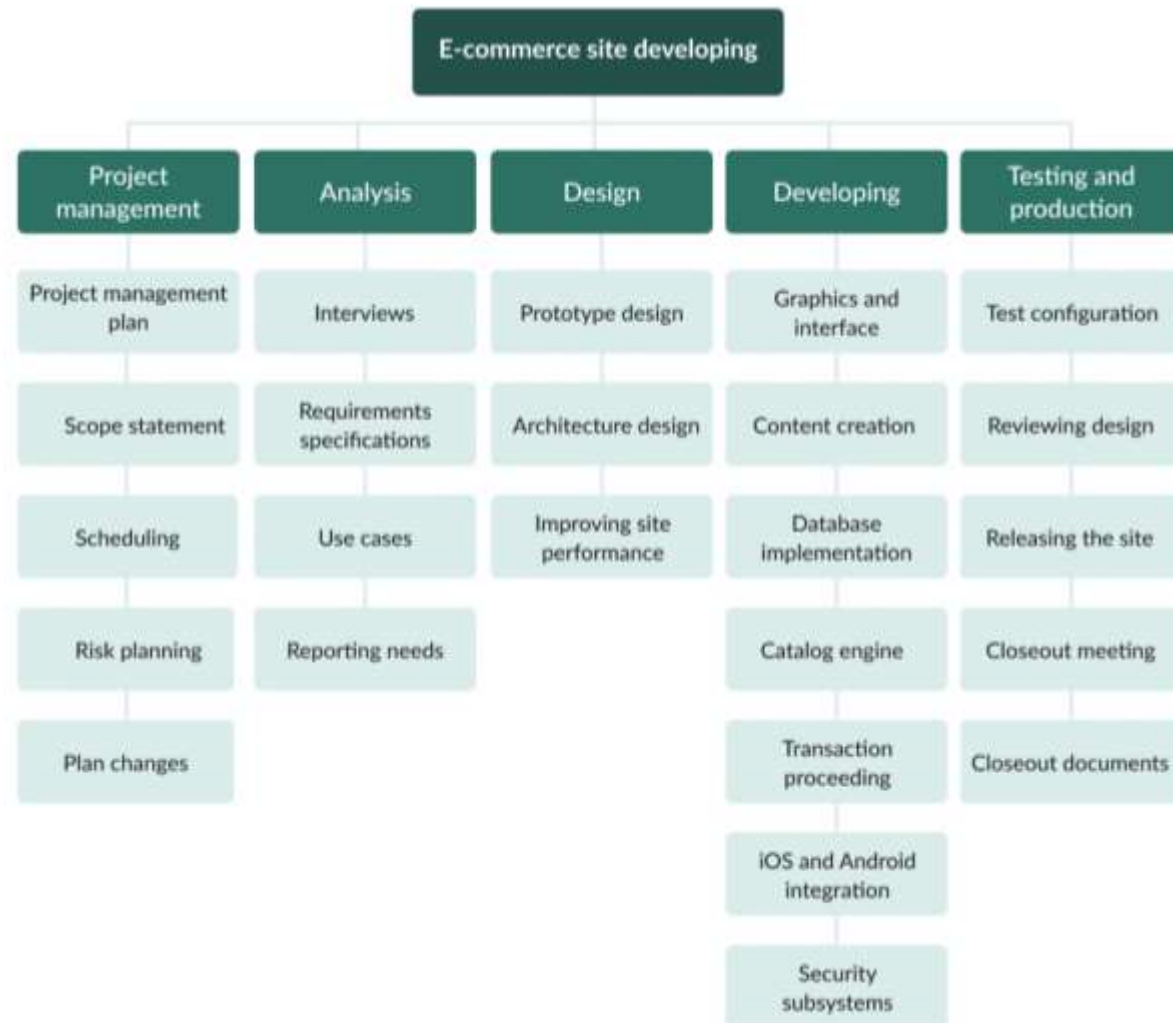 E-commerce site developing
Project
management
Analysis
Design
Developing
Testing and
production
Project management
plan
Interviews
Prototype design
Graphics and
interface
Test configuration
Scope statement
Requirements
specifications
Architecture design
Content creation
Reviewing design
Scheduling
Use cases
Improving site
performance
Database
implementation
Releasing the site
Risk planning
Reporting needs
Catalog engine
Closeout meeting
Plan changes
Transaction
proceeding
Closeout documents
iOS and Android
integration
Security
subsystems